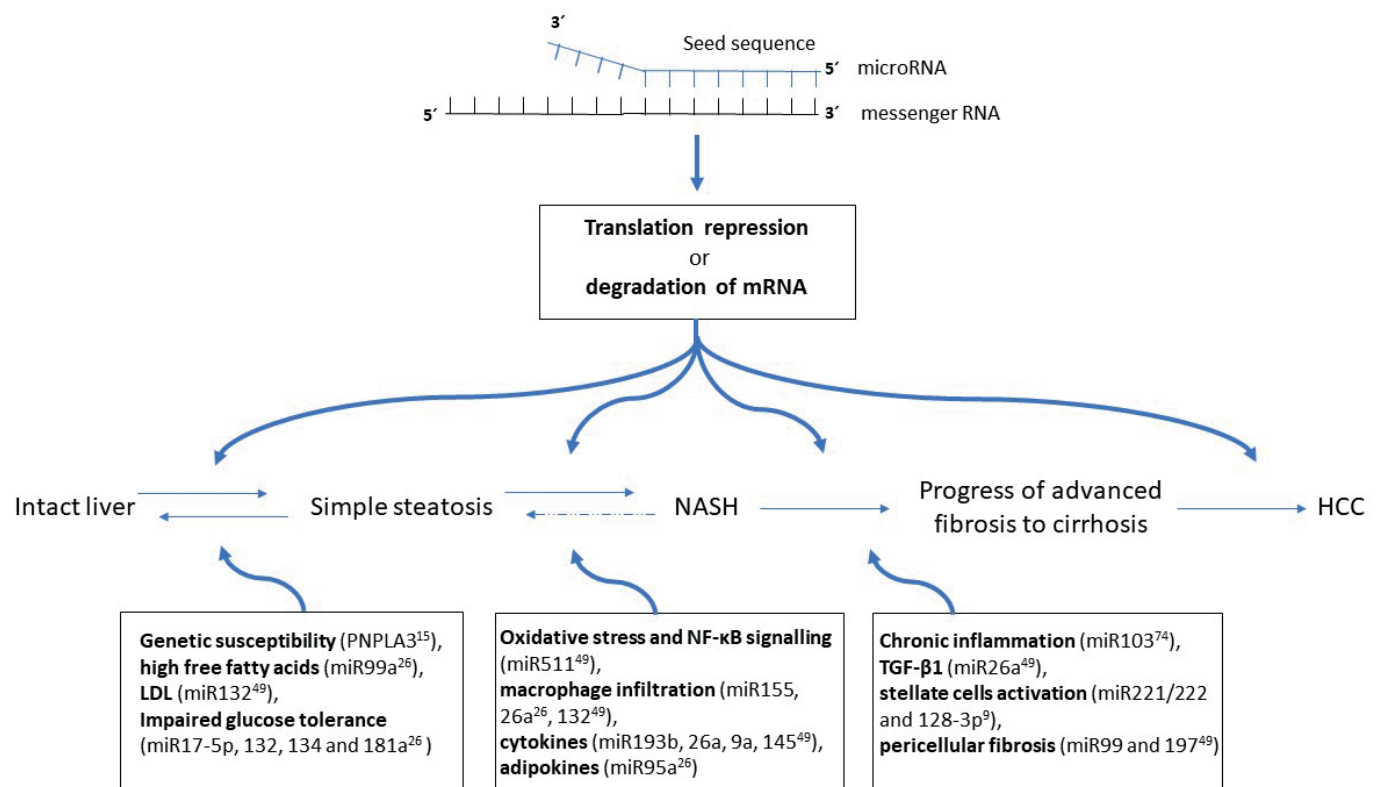 3´
Seed sequence
5´ microRNA
5´ 3´ messenger RNA
Translation repression
or
degradation of mRNA
Intact liver
Simple steatosis
NASH
Progress of advanced
fibrosis to cirrhosis
HCC
Genetic susceptibility (PNPLA3¹⁵),
high free fatty acids (miR99a²⁶),
LDL (miR132⁴⁹),
Impaired glucose tolerance
(miR17-5p, 132, 134 and 181a²⁶ )
Oxidative stress and NF-κB signalling
(miR511⁴⁹),
macrophage infiltration (miR155,
26a²⁶, 132⁴⁹),
cytokines (miR193b, 26a, 9a, 145⁴⁹),
adipokines (miR95a²⁶)
Chronic inflammation (miR103⁷⁴),
TGF-β1 (miR26a⁴⁹),
stellate cells activation (miR221/222
and 128-3p⁹),
pericellular fibrosis (miR99 and 197⁴⁹)